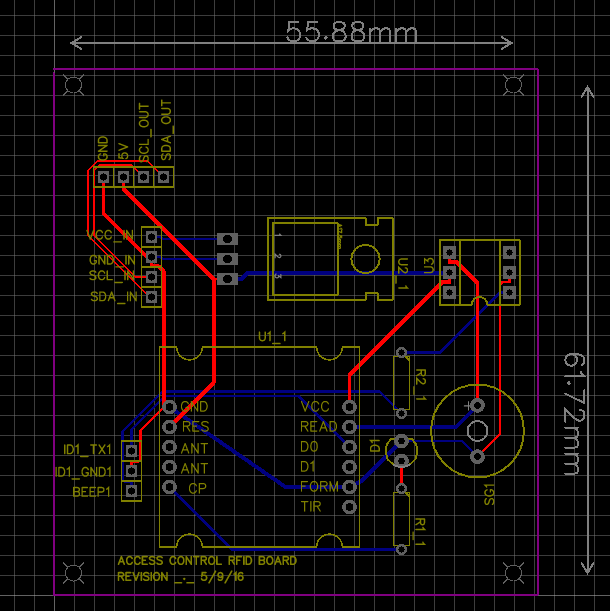 55.88mm
GND
5V
SCL_OUT
SDA_OUT
VCC_IN
GND_IN
SCL_IN
SDA_IN
1
2
3
U2_1
U3
61.72mm
U1_1
GND
RES
ANT
ANT
CP
VCC
READ
D0
D1
FORM
TIR
R2_1
D1
+
SG1
R1_1
ID1_TX1
ID1_GND1
BEEP1
ACCESS CONTROL RFID BOARD
REVISION _._ 5/9/16